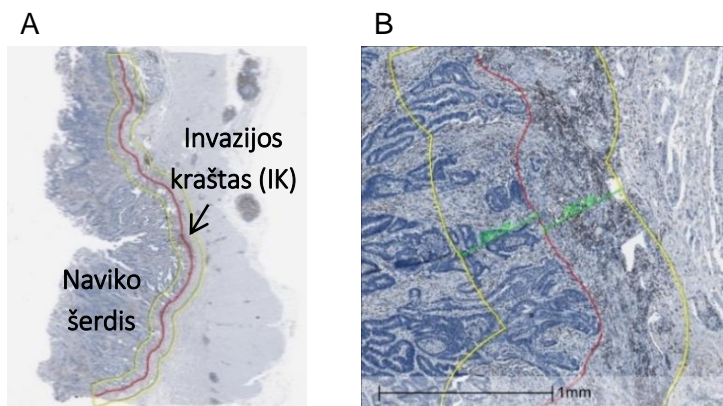 A
B
Invazijos
kraštas (IK)
Naviko
šerdis
1mm